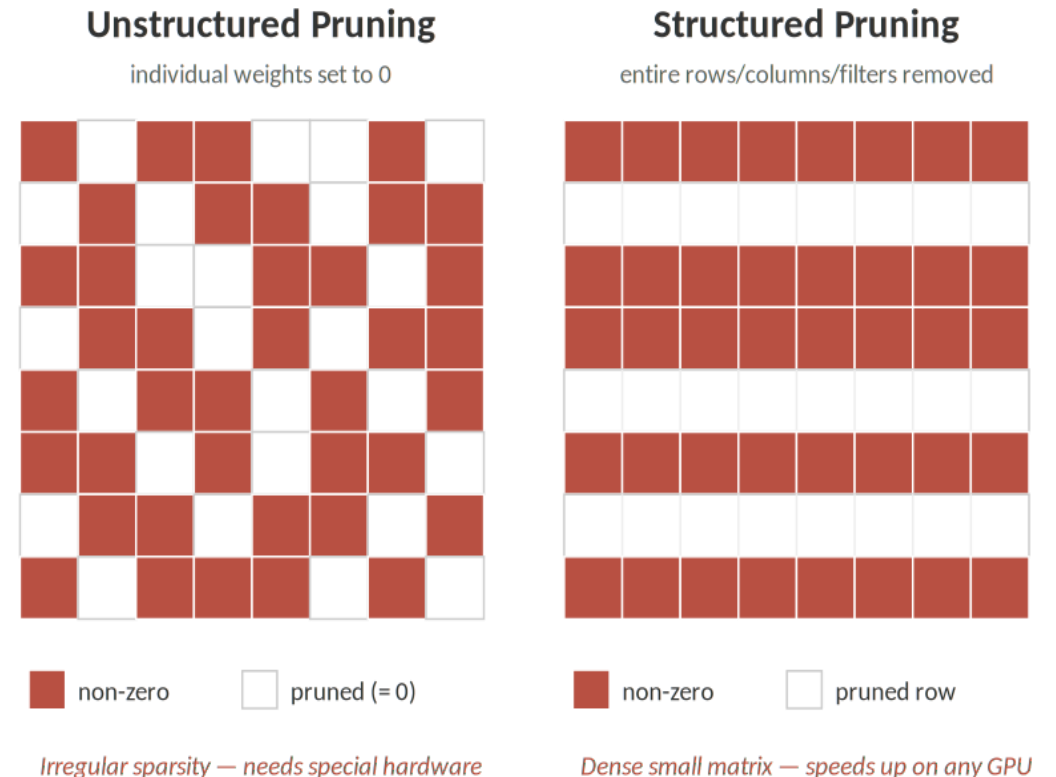 Unstructured Pruning
individual weights set to 0
non-zero
pruned (= 0)
Irregular sparsity — needs special hardware
Structured Pruning
entire rows/columns/filters removed
non-zero
pruned row
Dense small matrix — speeds up on any GPU